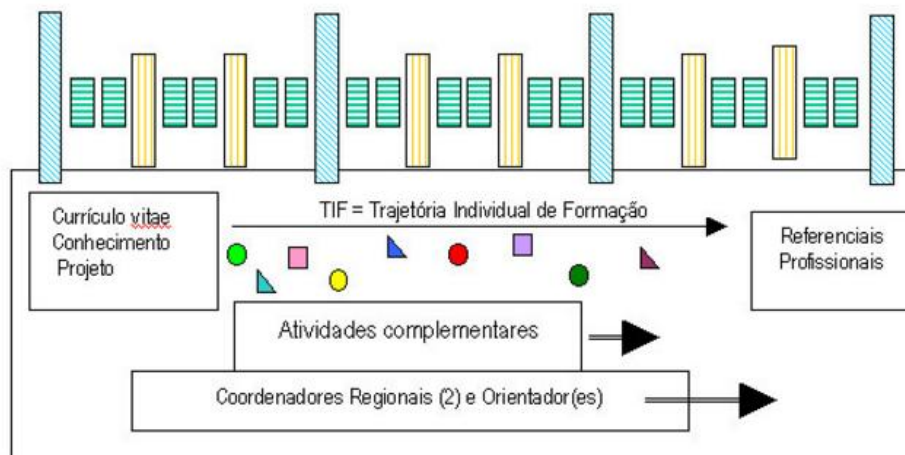 Currículo vitae
Conhecimento
Projeto
TIF = Trajetória Individual de Formação
Referenciais
Profissionais
Atividades complementares
Coordenadores Regionais (2) e Orientador(es)